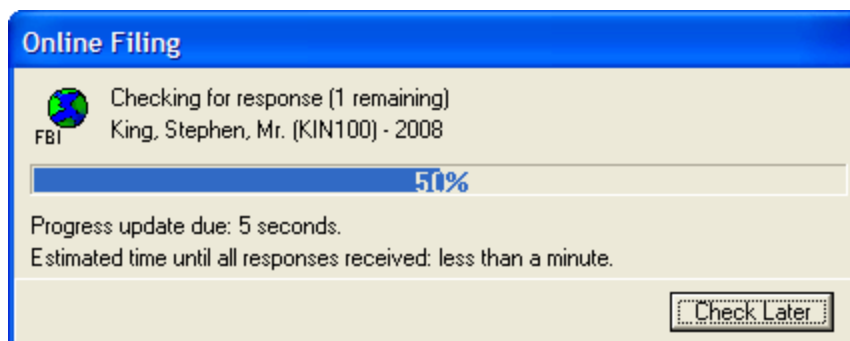 Online Filing
Checking for response (1 remaining)
FBI
King, Stephen, Mr. (KIN100) - 2008
50%
Progress update due: 5 seconds.
Estimated time until all responses received: less than a minute.
Check Later